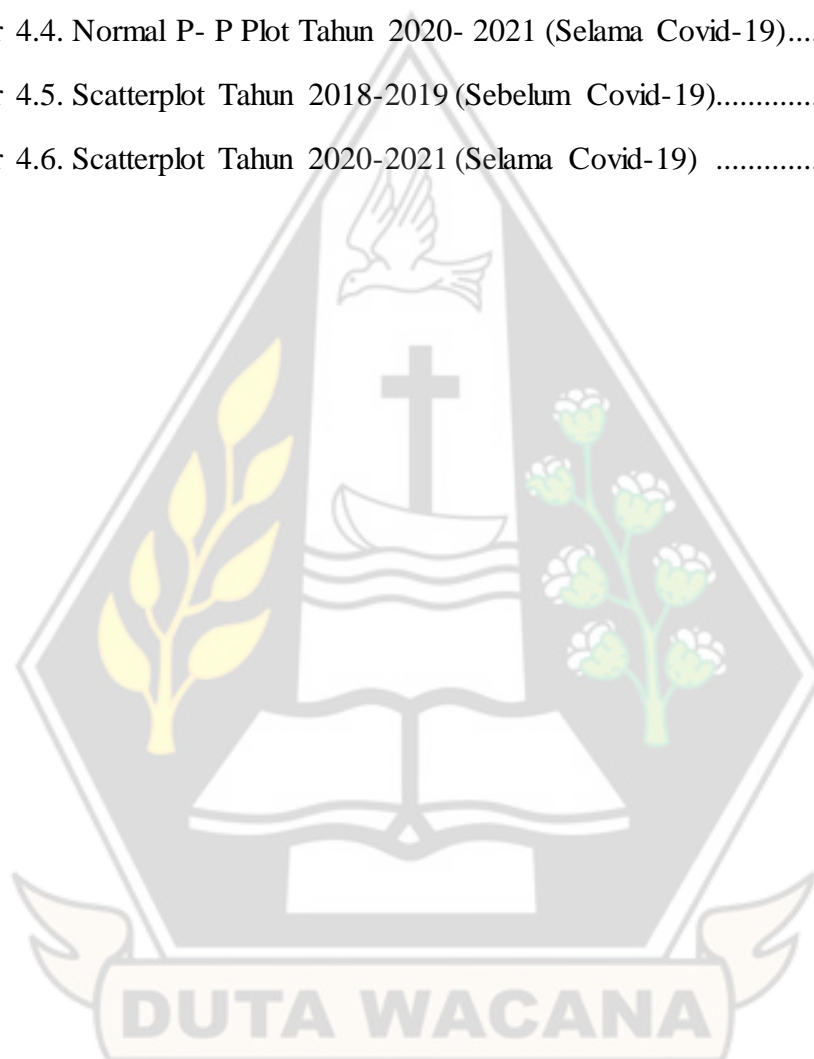 r 4.4. Normal P- P Plot Tahun 2020- 2021 (Selama Covid-19)....
r 4.5. Scatterplot Tahun 2018-2019 (Sebelum Covid-19).............
r 4.6. Scatterplot Tahun 2020-2021 (Selama Covid-19) .............
DUTA WACANA